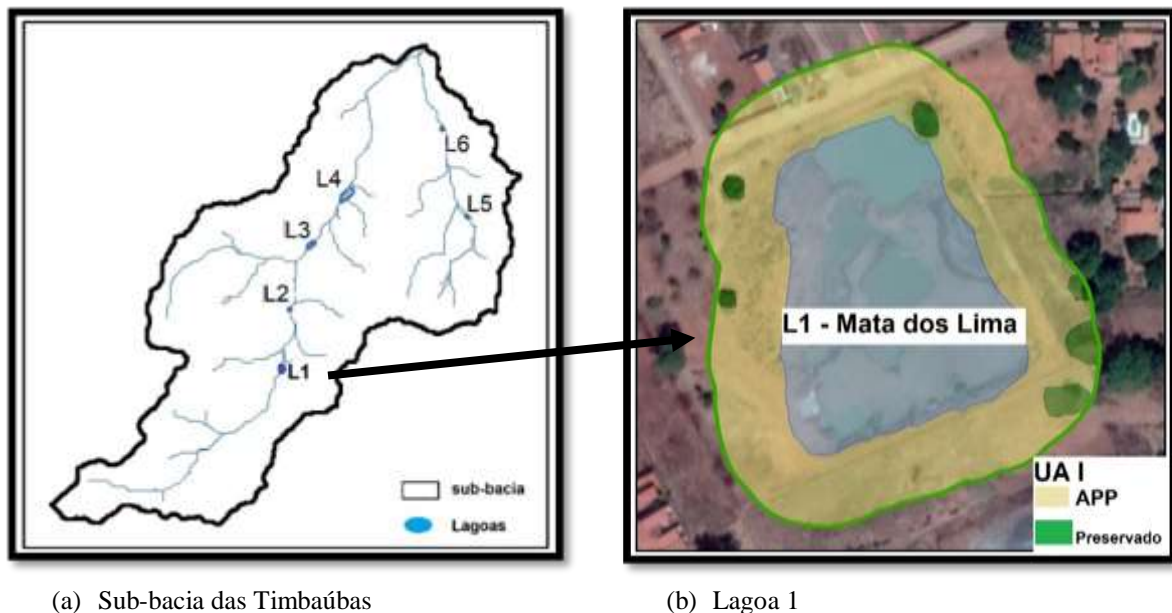 L6
L4
L5
L3
L2
L1
sub-bacia
Lagoas
L1 - Mata dos Lima
UA I
APP
Preservado
(a) Sub-bacia das Timbaúbas
(b) Lagoa 1